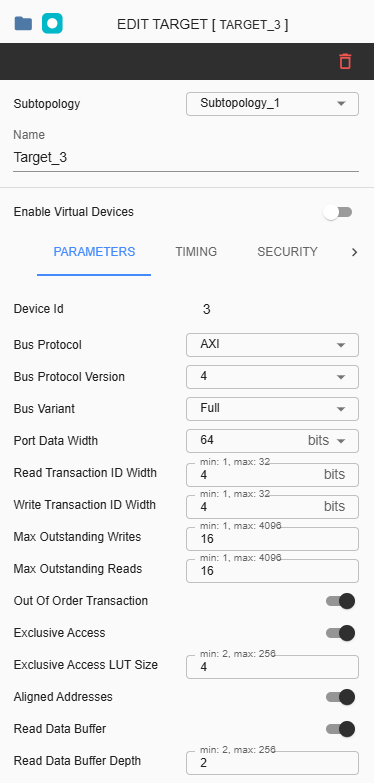 EDIT TARGET [ TARGET_3 ]
Subtopology Subtopology_1
Name
Target_3
Enable Virtual Devices
PARAMETERS TIMING SECURITY
Device Id 3
Bus Protocol AXI
Bus Protocol Version 4
Bus Variant Full
Port Data Width 64 bits
min: 1, max: 32
Read Transaction ID Width 4 bits
min: 1, max: 32
Write Transaction ID Width 4 bits
min: 1, max: 4096
Max Outstanding Writes 16
min: 1, max: 4096
Max Outstanding Reads 16
Out Of Order Transaction
Exclusive Access
min: 2, max: 256
Exclusive Access LUT Size 4
Aligned Addresses
Read Data Buffer
min: 2, max: 256
Read Data Buffer Depth 2